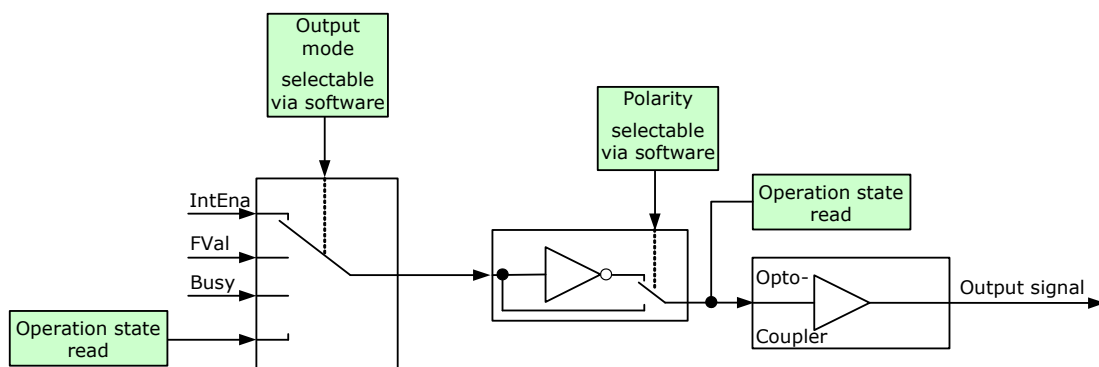 Output
mode
selectable
via software
Polarity
selectable
via software
IntEna
FVal
Busy
Operation state
read
Operation state
read
Opto-
Coupler
Output signal